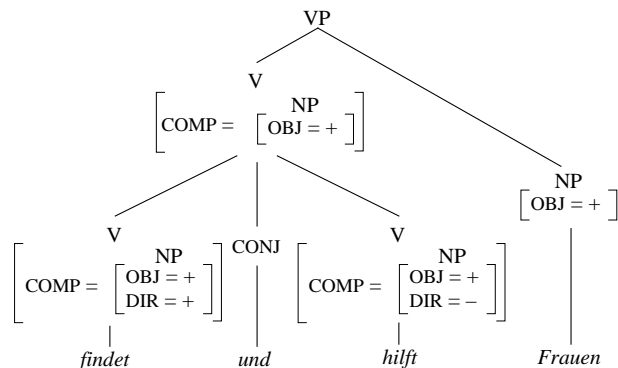 VP
V
NP
COMP = [OBJ = +]
NP
[OBJ = +]
V CONJ V
NP NP
COMP = [OBJ = + DIR = +] COMP = [OBJ = + DIR = −]
findet und hilft Frauen